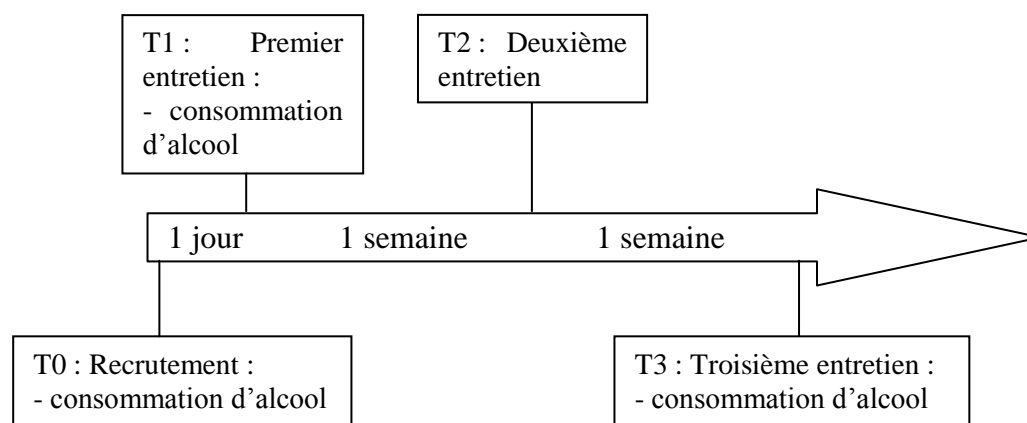 T1 : Premier
entretien :
- consommation
d’alcool
T2 : Deuxième
entretien
1 jour 1 semaine 1 semaine
T0 : Recrutement :
- consommation d’alcool
T3 : Troisième entretien :
- consommation d’alcool